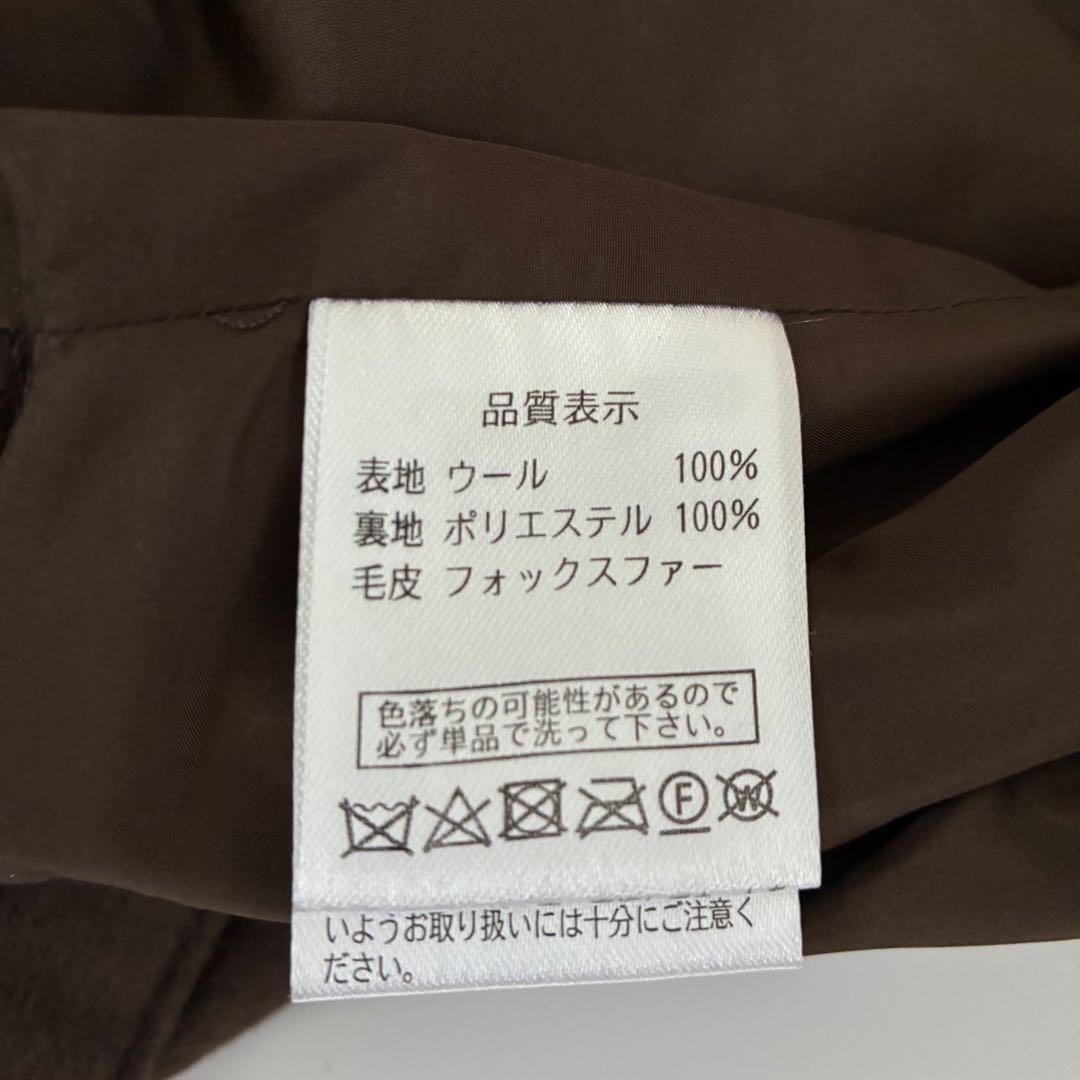 品質表示
表地 ウール 100%
裏地 ポリエステル 100%
毛皮 フォックスファー
色落ちの可能性があるので
必ず単品で洗って下さい。
F W
いようお取り扱いには十分にご注意く
ださい。